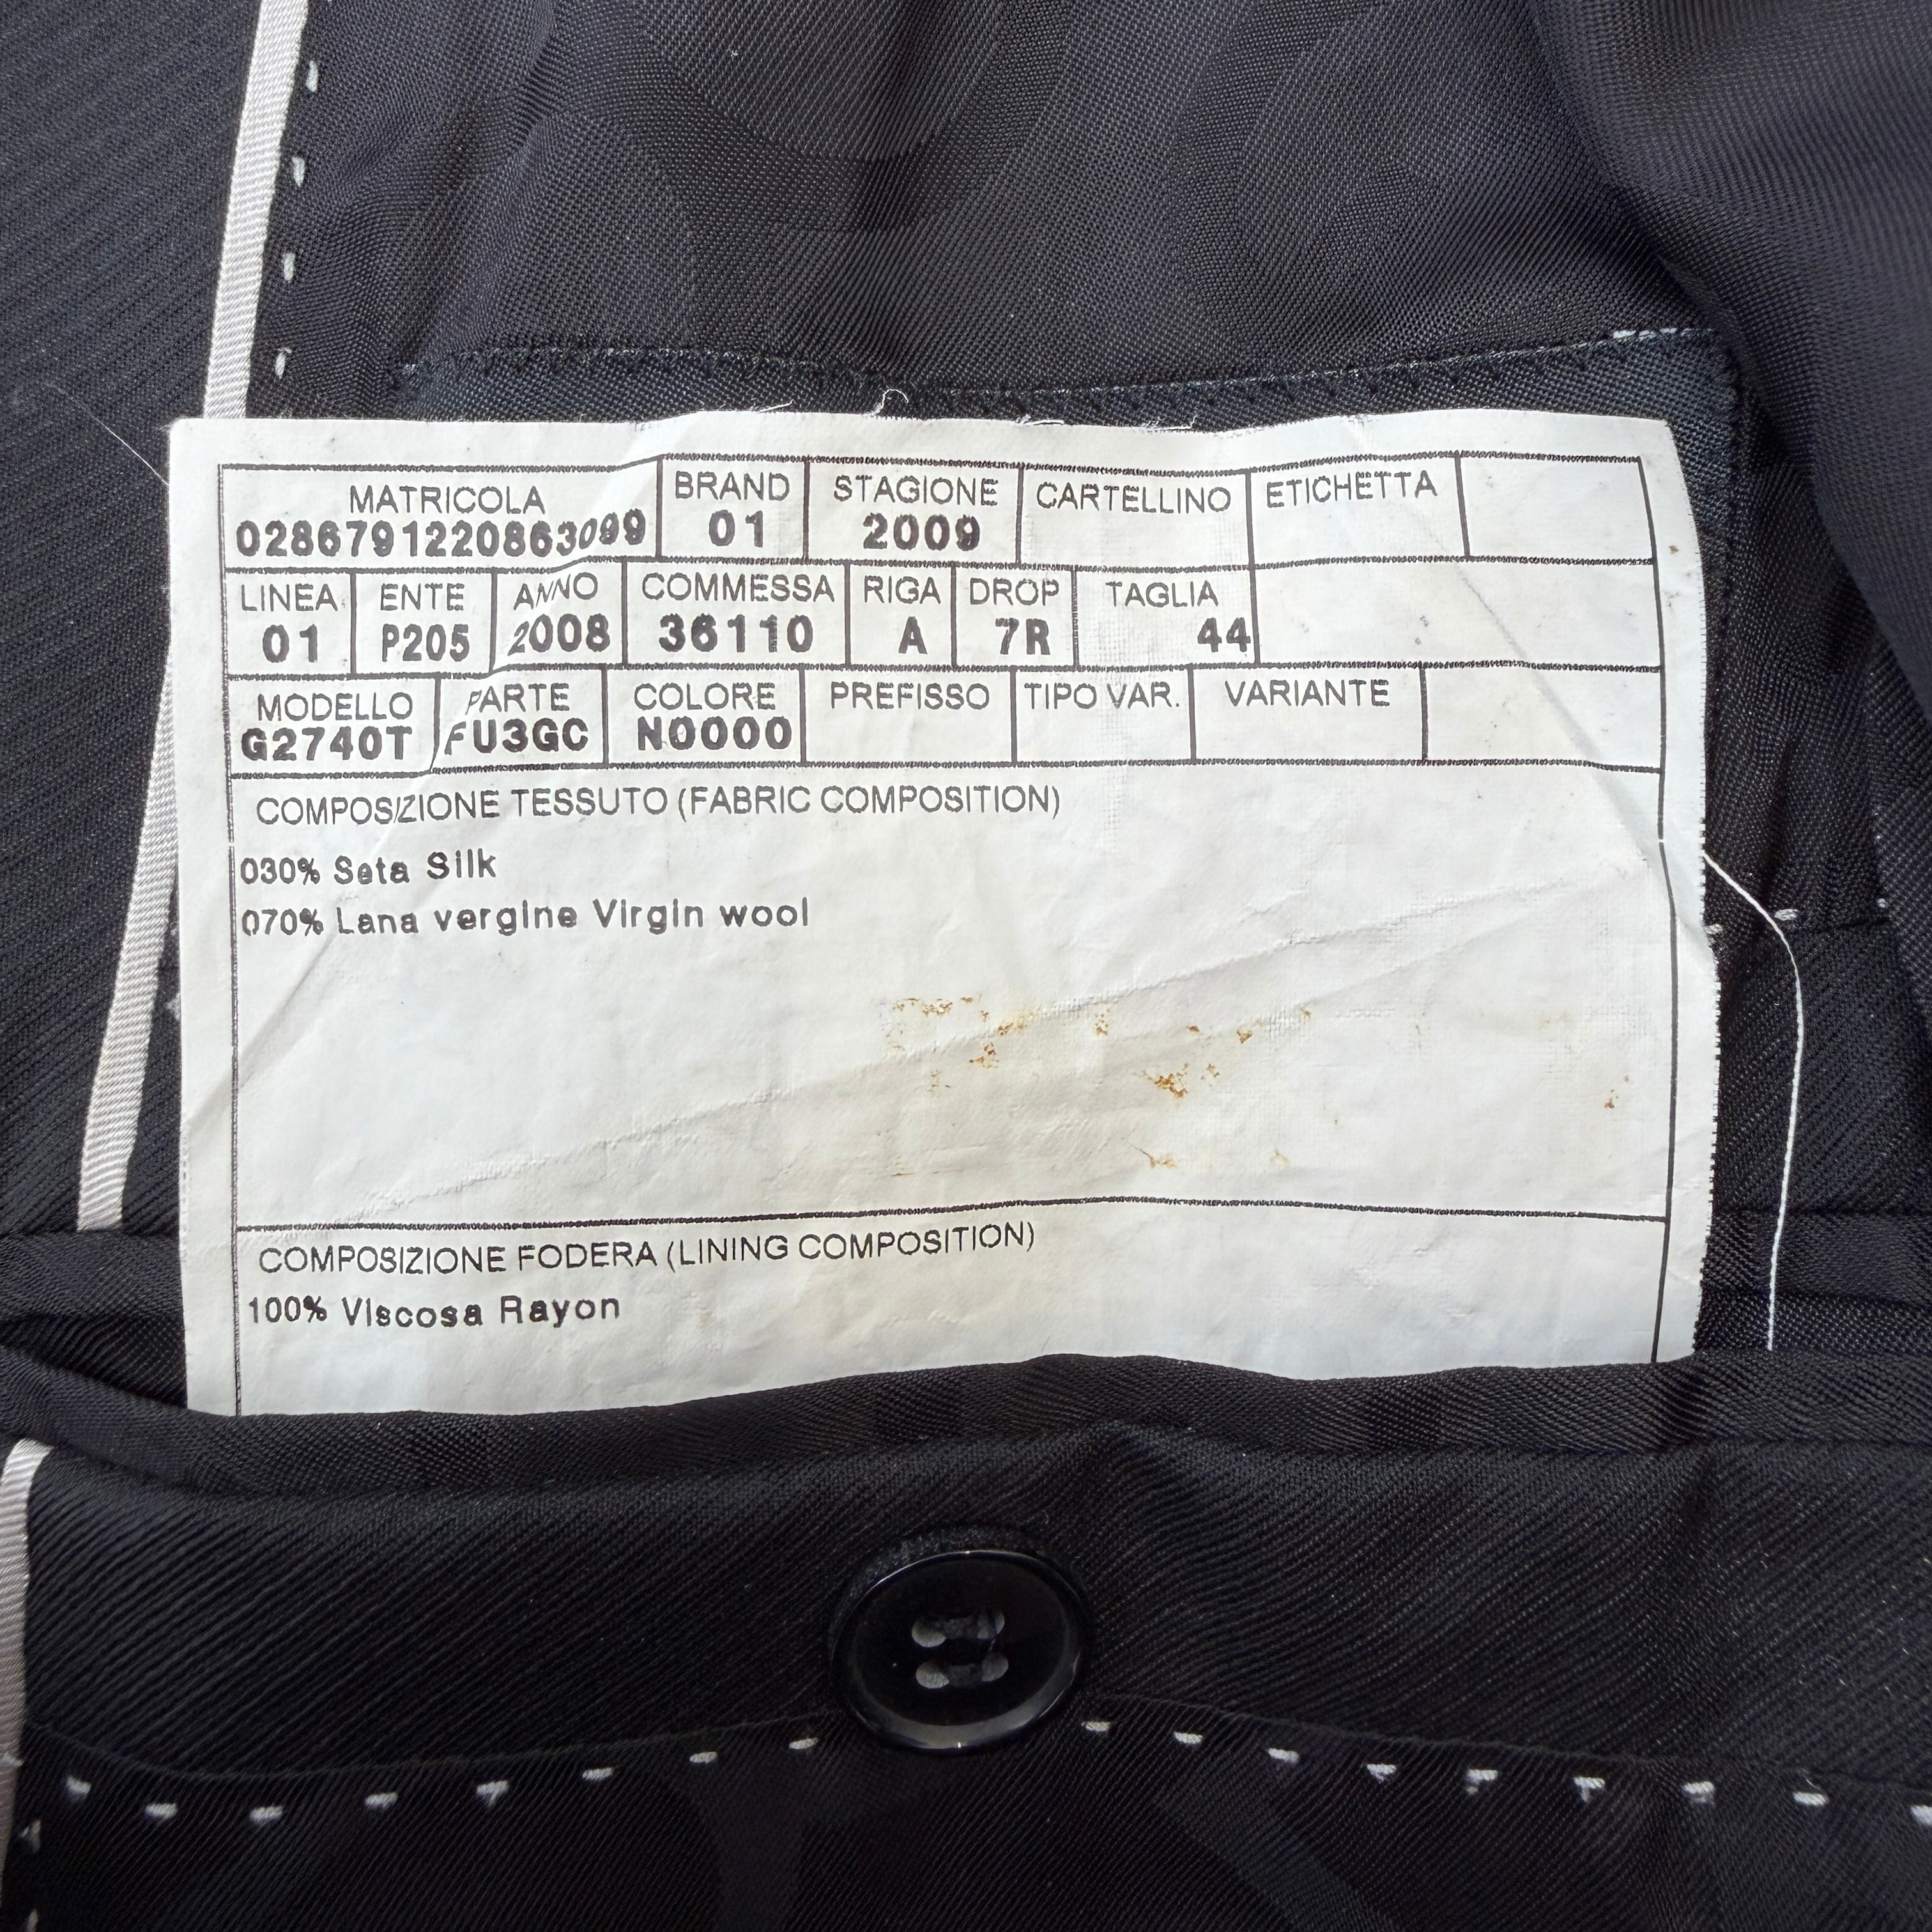 MATRICOLA BRAND STAGIONE CARTELLINO ETICHETTA
0286791220863099 01 2009
LINEA ENTE ANNO COMMESSA RIGA DROP TAGLIA
01 P205 2008 36110 A 7R 44
MODELLO PARTE COLORE PREFISSO TIPO VAR. VARIANTE
G2740T FU3GC N0000
COMPOSIZIONE TESSUTO (FABRIC COMPOSITION)
030% Seta Silk
070% Lana vergine Virgin wool
COMPOSIZIONE FODERA (LINING COMPOSITION)
100% Viscosa Rayon